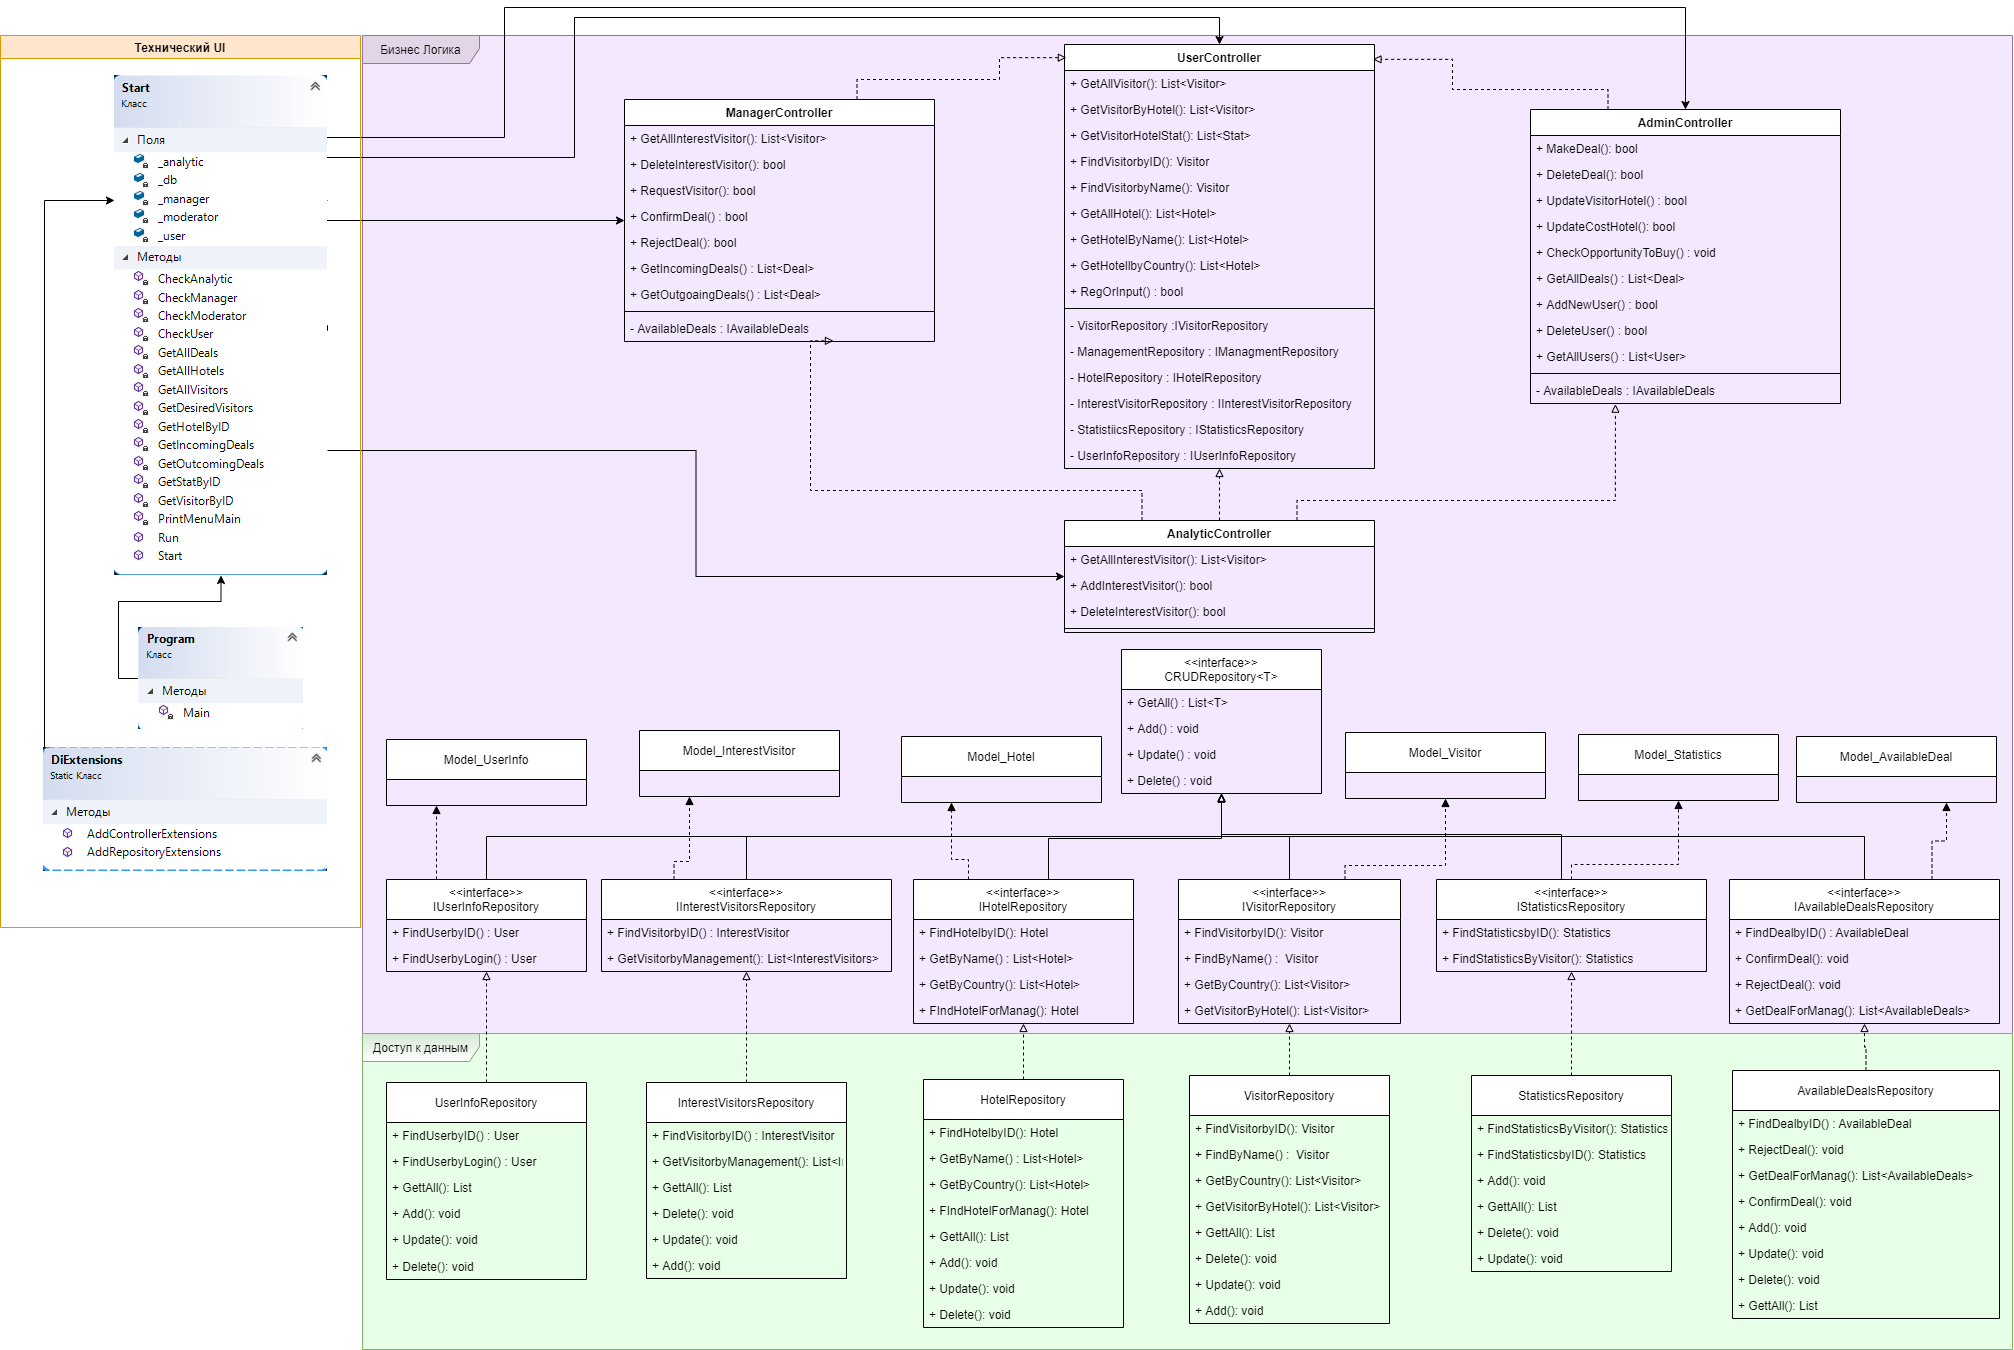 Технический UI
Start
Класс
Поля
_analytic
_db
_manager
_moderator
_user
Методы
CheckAnalytic
CheckManager
CheckModerator
CheckUser
GetAllDeals
GetAllHotels
GetAllVisitors
GetDesiredVisitors
GetHotelByID
GetIncomingDeals
GetOutcomingDeals
GetStatByID
GetVisitorByID
PrintMenuMain
Run
Start
Program
Класс
Методы
Main
DiExtensions
Static Класс
Методы
AddControllerExtensions
AddRepositoryExtensions
Бизнес Логика
ManagerController
+ GetAllInterestVisitor(): List<Visitor>
+ DeleteInterestVisitor(): bool
+ RequestVisitor(): bool
+ ConfirmDeal() : bool
+ RejectDeal(): bool
+ GetIncomingDeals() : List<Deal>
+ GetOutgoaingDeals() : List<Deal>
- AvailableDeals : IAvailableDeals
UserController
+ GetAllVisitor(): List<Visitor>
+ GetVisitorByHotel(): List<Visitor>
+ GetVisitorHotelStat(): List<Stat>
+ FindVisitorbyID(): Visitor
+ FindVisitorbyName(): Visitor
+ GetAllHotel(): List<Hotel>
+ GetHotelByName(): List<Hotel>
+ GetHotellbyCountry(): List<Hotel>
+ RegOrInput() : bool
- VisitorRepository :IVisitorRepository
- ManagementRepository : IManagmentRepository
- HotelRepository : IHotelRepository
- InterestVisitorRepository : IInterestVisitorRepository
- StatistiicsRepository : IStatisticsRepository
- UserInfoRepository : IUserInfoRepository
AdminController
+ MakeDeal(): bool
+ DeleteDeal(): bool
+ UpdateVisitorHotel() : bool
+ UpdateCostHotel(): bool
+ CheckOpportunityToBuy() : void
+ GetAllDeals() : List<Deal>
+ AddNewUser() : bool
+ DeleteUser() : bool
+ GetAllUsers() : List<User>
- AvailableDeals : IAvailableDeals
AnalyticController
+ GetAllInterestVisitor(): List<Visitor>
+ AddInterestVisitor(): bool
+ DeleteInterestVisitor(): bool
<<interface>>
CRUDRepository<T>
+ GetAll() : List<T>
+ Add() : void
+ Update() : void
+ Delete() : void
Model_UserInfo
Model_InterestVisitor
Model_Hotel
Model_Visitor
Model_Statistics
Model_AvailableDeal
<<interface>>
IUserInfoRepository
+ FindUserbyID() : User
+ FindUserbyLogin() : User
<<interface>>
IInterestVisitorsRepository
+ FindVisitorbyID() : InterestVisitor
+ GetVisitorbyManagement(): List<InterestVisitors>
<<interface>>
IHotelRepository
+ FindHotelbyID(): Hotel
+ GetByName() : List<Hotel>
+ GetByCountry(): List<Hotel>
+ FIndHotelForManag(): Hotel
<<interface>>
IVisitorRepository
+ FindVisitorbyID(): Visitor
+ FindByName() :  Visitor
+ GetByCountry(): List<Visitor>
+ GetVisitorByHotel(): List<Visitor>
<<interface>>
IStatisticsRepository
+ FindStatisticsbyID(): Statistics
+ FindStatisticsByVisitor(): Statistics
<<interface>>
IAvailableDealsRepository
+ FindDealbyID() : AvailableDeal
+ ConfirmDeal(): void
+ RejectDeal(): void
+ GetDealForManag(): List<AvailableDeals>
Доступ к данным
UserInfoRepository
+ FindUserbyID() : User
+ FindUserbyLogin() : User
+ GettAll(): List
+ Add(): void
+ Update(): void
+ Delete(): void
InterestVisitorsRepository
+ FindVisitorbyID() : InterestVisitor
+ GetVisitorbyManagement(): List<I
+ GettAll(): List
+ Delete(): void
+ Update(): void
+ Add(): void
HotelRepository
+ FindHotelbyID(): Hotel
+ GetByName() : List<Hotel>
+ GetByCountry(): List<Hotel>
+ FIndHotelForManag(): Hotel
+ GettAll(): List
+ Add(): void
+ Update(): void
+ Delete(): void
VisitorRepository
+ FindVisitorbyID(): Visitor
+ FindByName() :  Visitor
+ GetByCountry(): List<Visitor>
+ GetVisitorByHotel(): List<Visitor>
+ GettAll(): List
+ Delete(): void
+ Update(): void
+ Add(): void
StatisticsRepository
+ FindStatisticsByVisitor(): Statistics
+ FindStatisticsbyID(): Statistics
+ Add(): void
+ GettAll(): List
+ Delete(): void
+ Update(): void
AvailableDealsRepository
+ FindDealbyID() : AvailableDeal
+ RejectDeal(): void
+ GetDealForManag(): List<AvailableDeals>
+ ConfirmDeal(): void
+ Add(): void
+ Update(): void
+ Delete(): void
+ GettAll(): List